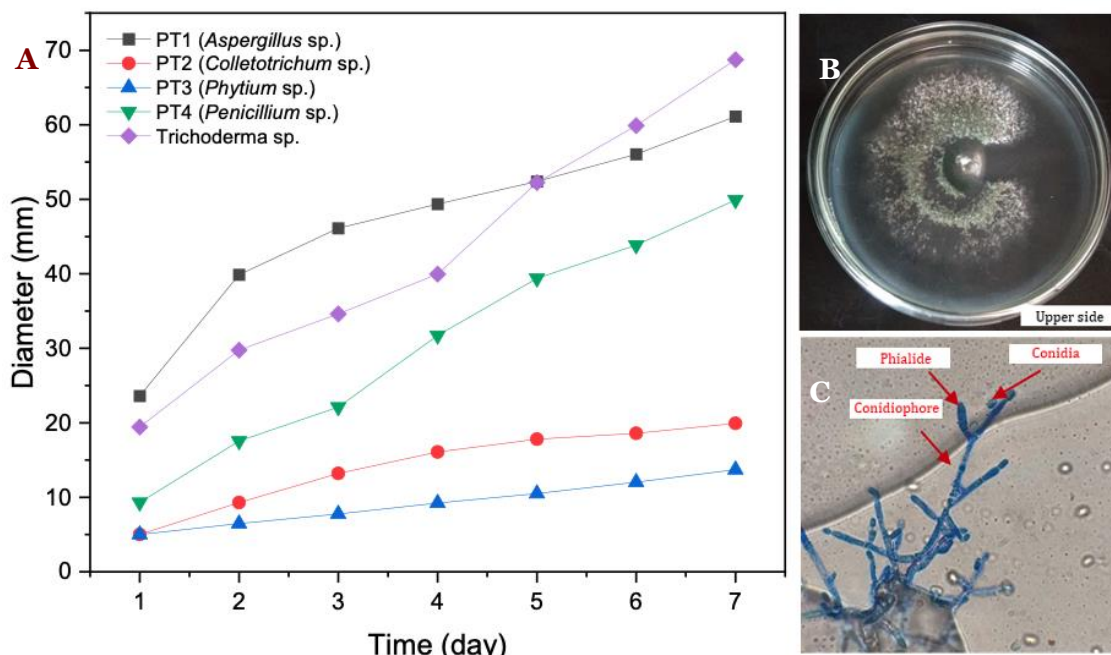 A
PT1 (Aspergillus sp.)
PT2 (Colletotrichum sp.)
PT3 (Phytium sp.)
PT4 (Penicillium sp.)
Trichoderma sp.
Diameter (mm)
70
60
50
40
30
20
10
0
1 2 3 4 5 6 7
Time (day)
B
Upper side
C
Phialide
Conidia
Conidiophore